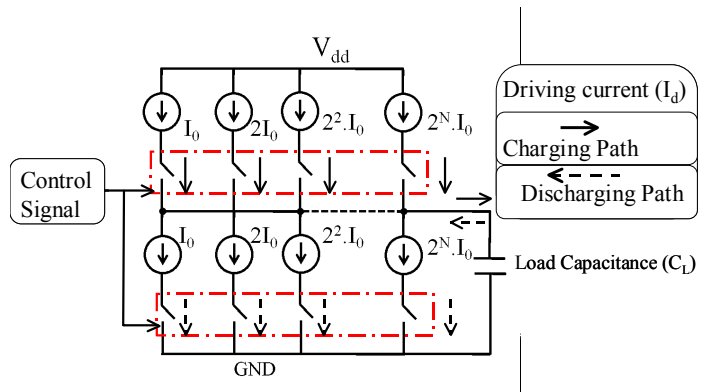 V_dd
I_0 2I_0 2^2.I_0 2^N.I_0
Driving current (I_d)
Charging Path
Discharging Path
Control
Signal
I_0 2I_0 2^2.I_0 2^N.I_0
Load Capacitance (C_L)
GND